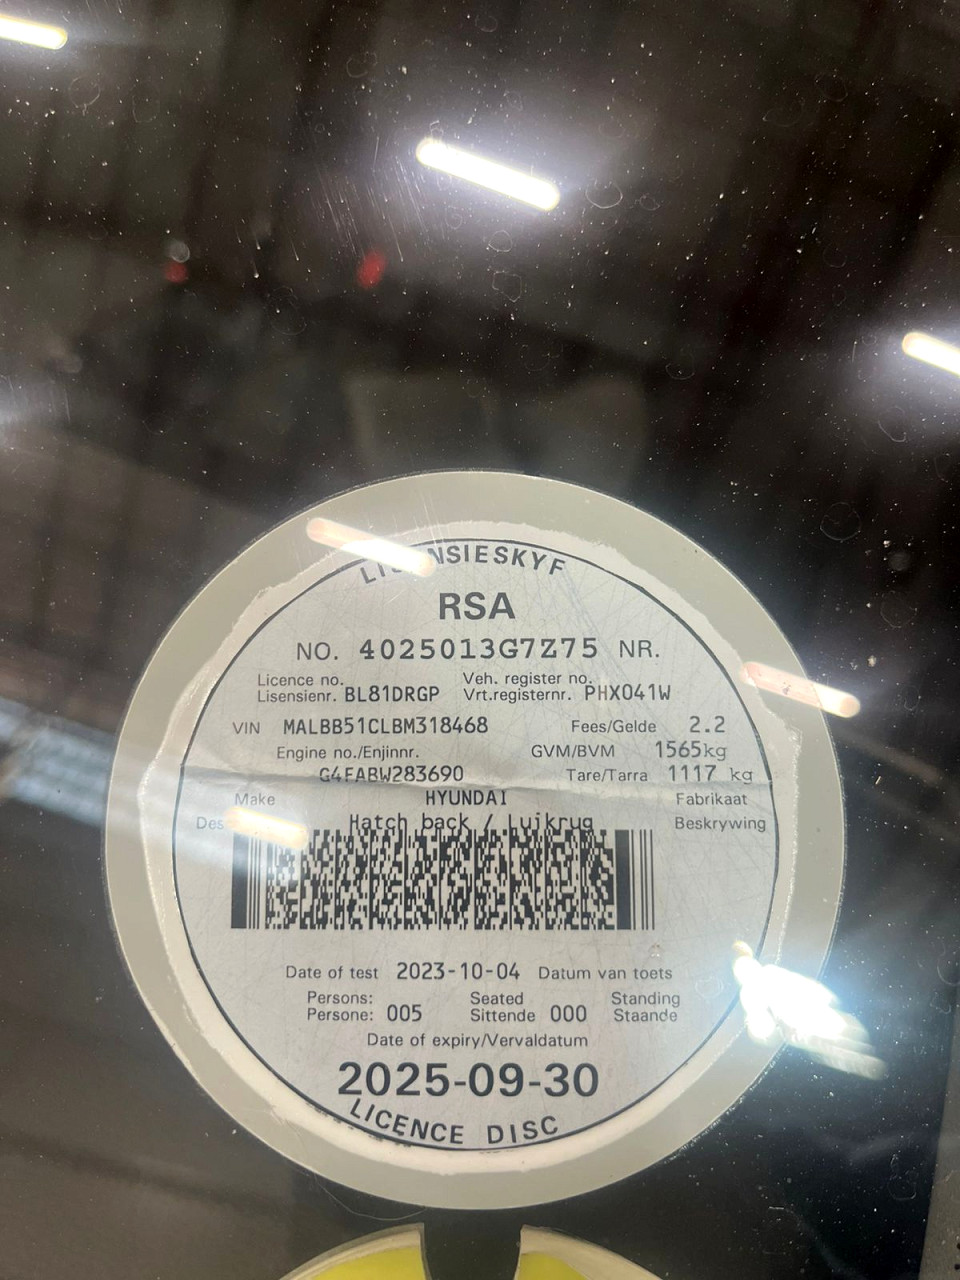 RSA
NO. 4025013G7Z75 NR.
Licence no. Veh. register no.
Lisensienr. BL81DRGP Vrt.registernr. PHX041W
VIN MALBB51CLBM318468 Fees/Gelde 2.2
Engine no./Enjinnr. GVM/BVM 1565kg
G4FABW283690 Tare/Tarra 1117 kg
Make HYUNDAI Fabrikaat
Hatch back / Luikrug Beskrywing
Date of test 2023-10-04 Datum van toets
Persons: Seated Standing
Persone: 005 Sittende 000 Staande
Date of expiry/Vervaldatum
2025-09-30
LICENCE DISC